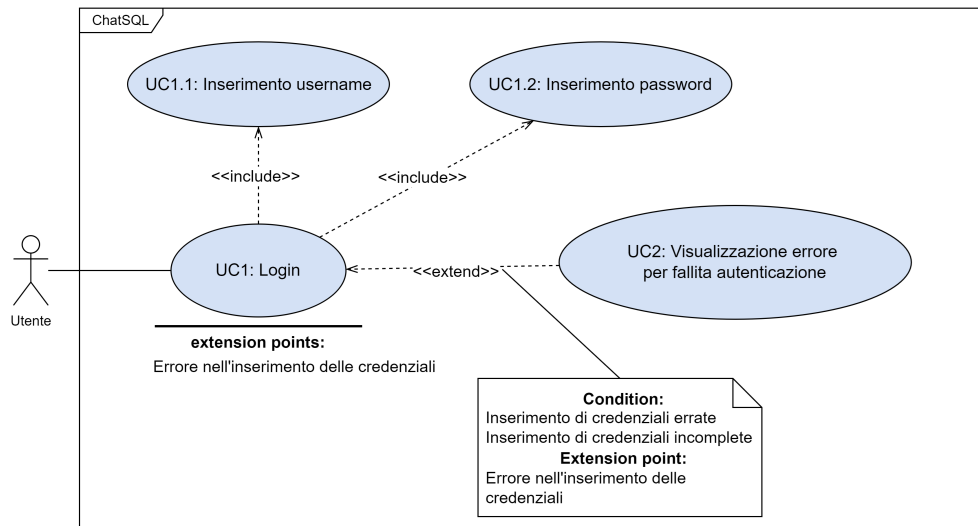 ChatSQL
UC1.1: Inserimento username
UC1.2: Inserimento password
<<include>>
<<include>>
UC2: Visualizzazione errore
per fallita autenticazione
UC1: Login
<<extend>>
Utente
extension points:
Errore nell'inserimento delle credenziali
Condition:
Inserimento di credenziali errate
Inserimento di credenziali incomplete
Extension point:
Errore nell'inserimento delle
credenziali